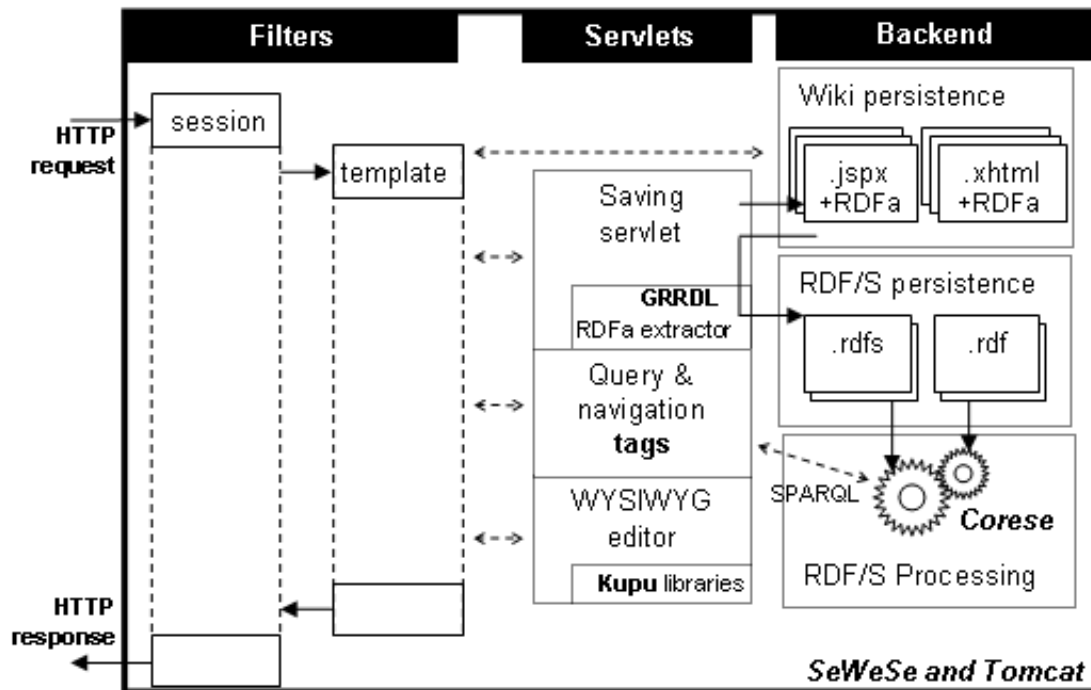 Filters
Servlets
Backend
HTTP
request
session
template
Saving
servlet
GRRDL
RDFa extractor
Query &
navigation
tags
WYSIWYG
editor
Kupu libraries
Wiki persistence
.jspx
+RDFa
.xhtml
+RDFa
RDF/S persistence
.rdfs
.rdf
SPARQL
Corese
RDF/S Processing
HTTP
response
SeWeSe and Tomcat